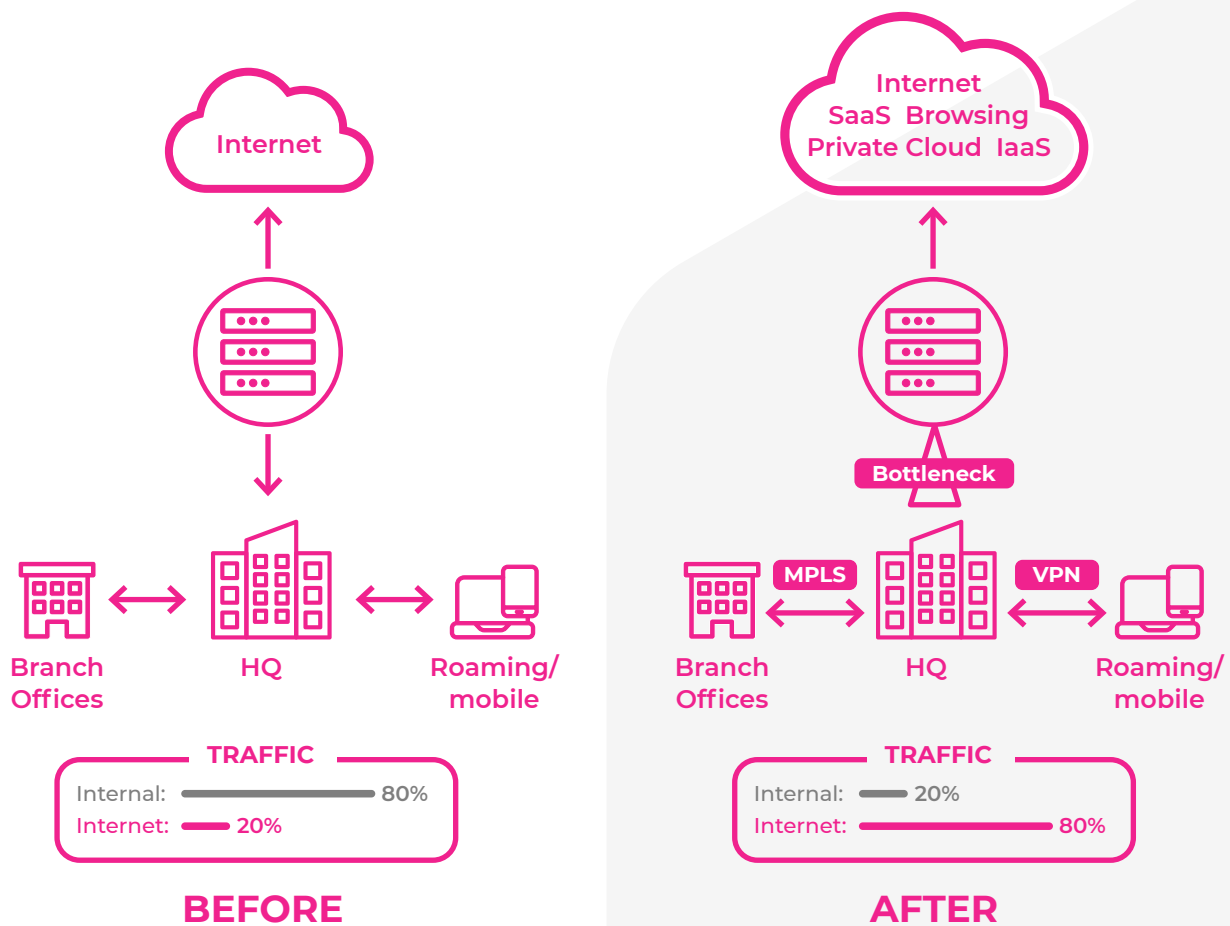 Internet
Branch
Offices
HQ
Roaming/
mobile
TRAFFIC
Internal: 80%
Internet: 20%
BEFORE
Internet
SaaS Browsing
Private Cloud IaaS
Bottleneck
MPLS
VPN
Branch
Offices
HQ
Roaming/
mobile
TRAFFIC
Internal: 20%
Internet: 80%
AFTER